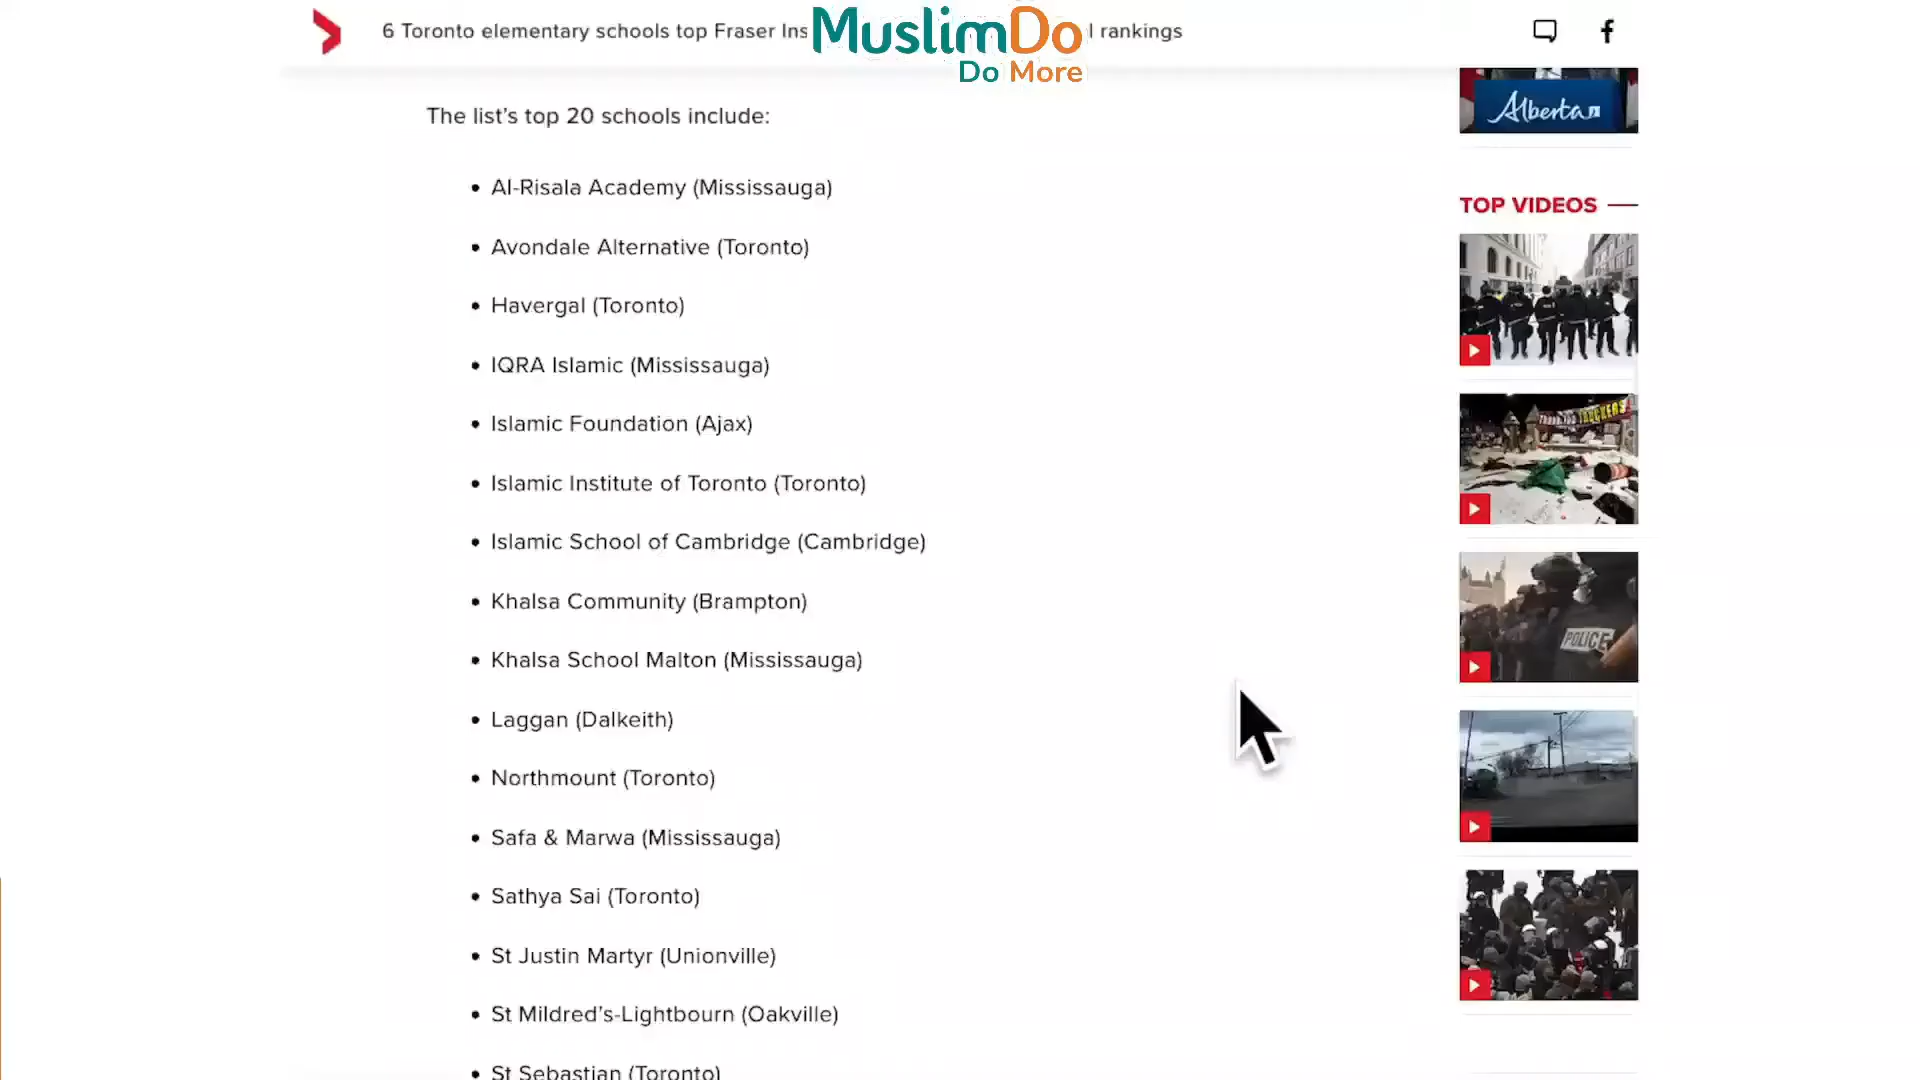 6 Toronto elementary schools top Fraser Ins
l rankings
MuslimDo
Do More
Alberta
The list's top 20 schools include:
• Al-Risala Academy (Mississauga)
• Avondale Alternative (Toronto)
• Havergal (Toronto)
• IQRA Islamic (Mississauga)
• Islamic Foundation (Ajax)
• Islamic Institute of Toronto (Toronto)
• Islamic School of Cambridge (Cambridge)
• Khalsa Community (Brampton)
• Khalsa School Malton (Mississauga)
• Laggan (Dalkeith)
• Northmount (Toronto)
• Safa & Marwa (Mississauga)
• Sathya Sai (Toronto)
• St Justin Martyr (Unionville)
• St Mildred's-Lightbourn (Oakville)
• St Sebastian (Toronto)
TOP VIDEOS
TRUCKERS
POLICE